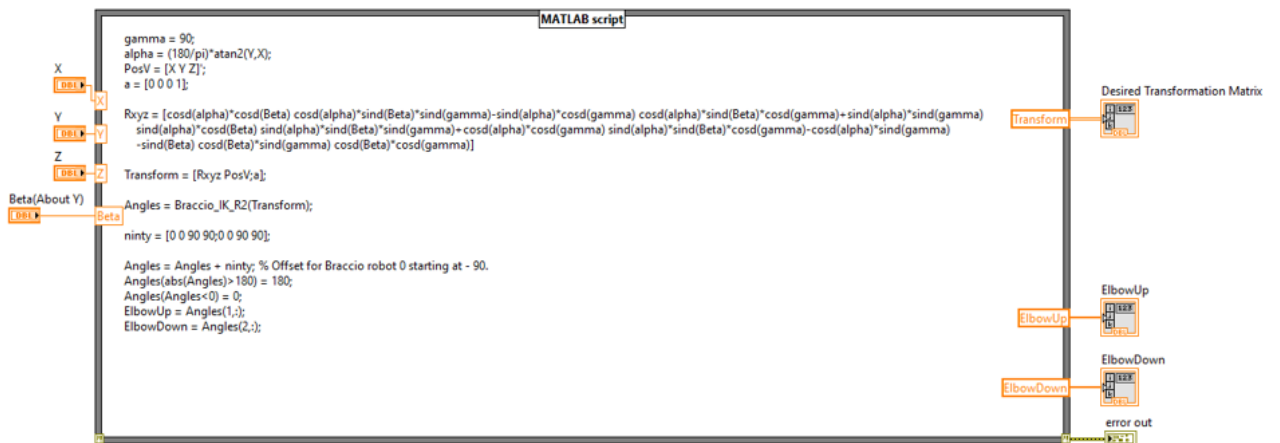 MATLAB script
gamma = 90;
alpha = (180/pi)*atan2(Y,X);
PosV = [X Y Z]';
a = [0 0 0 1];
Rxyz = [cosd(alpha)*cosd(Beta) cosd(alpha)*sind(Beta)*sind(gamma)-sind(alpha)*cosd(gamma) cosd(alpha)*sind(Beta)*cosd(gamma)+sind(alpha)*sind(gamma)
sind(alpha)*cosd(Beta) sind(alpha)*sind(Beta)*sind(gamma)+cosd(alpha)*cosd(gamma) sind(alpha)*sind(Beta)*cosd(gamma)-cosd(alpha)*sind(gamma)
-sind(Beta) cosd(Beta)*sind(gamma) cosd(Beta)*cosd(gamma)]
Transform = [Rxyz PosV;a];
Angles = Braccio_IK_R2(Transform);
ninty = [0 0 90 90;0 0 90 90];
Angles = Angles + ninty; % Offset for Braccio robot 0 starting at - 90.
Angles(abs(Angles)>180) = 180;
Angles(Angles<0) = 0;
ElbowUp = Angles(1,:);
ElbowDown = Angles(2,:);
X
DBL
X
Y
DBL
Y
Z
DBL
Z
Beta(About Y)
DBL
Beta
Desired Transformation Matrix
Transform
123
DBL
ElbowUp
ElbowUp
123
DBL
ElbowDown
ElbowDown
123
DBL
error out